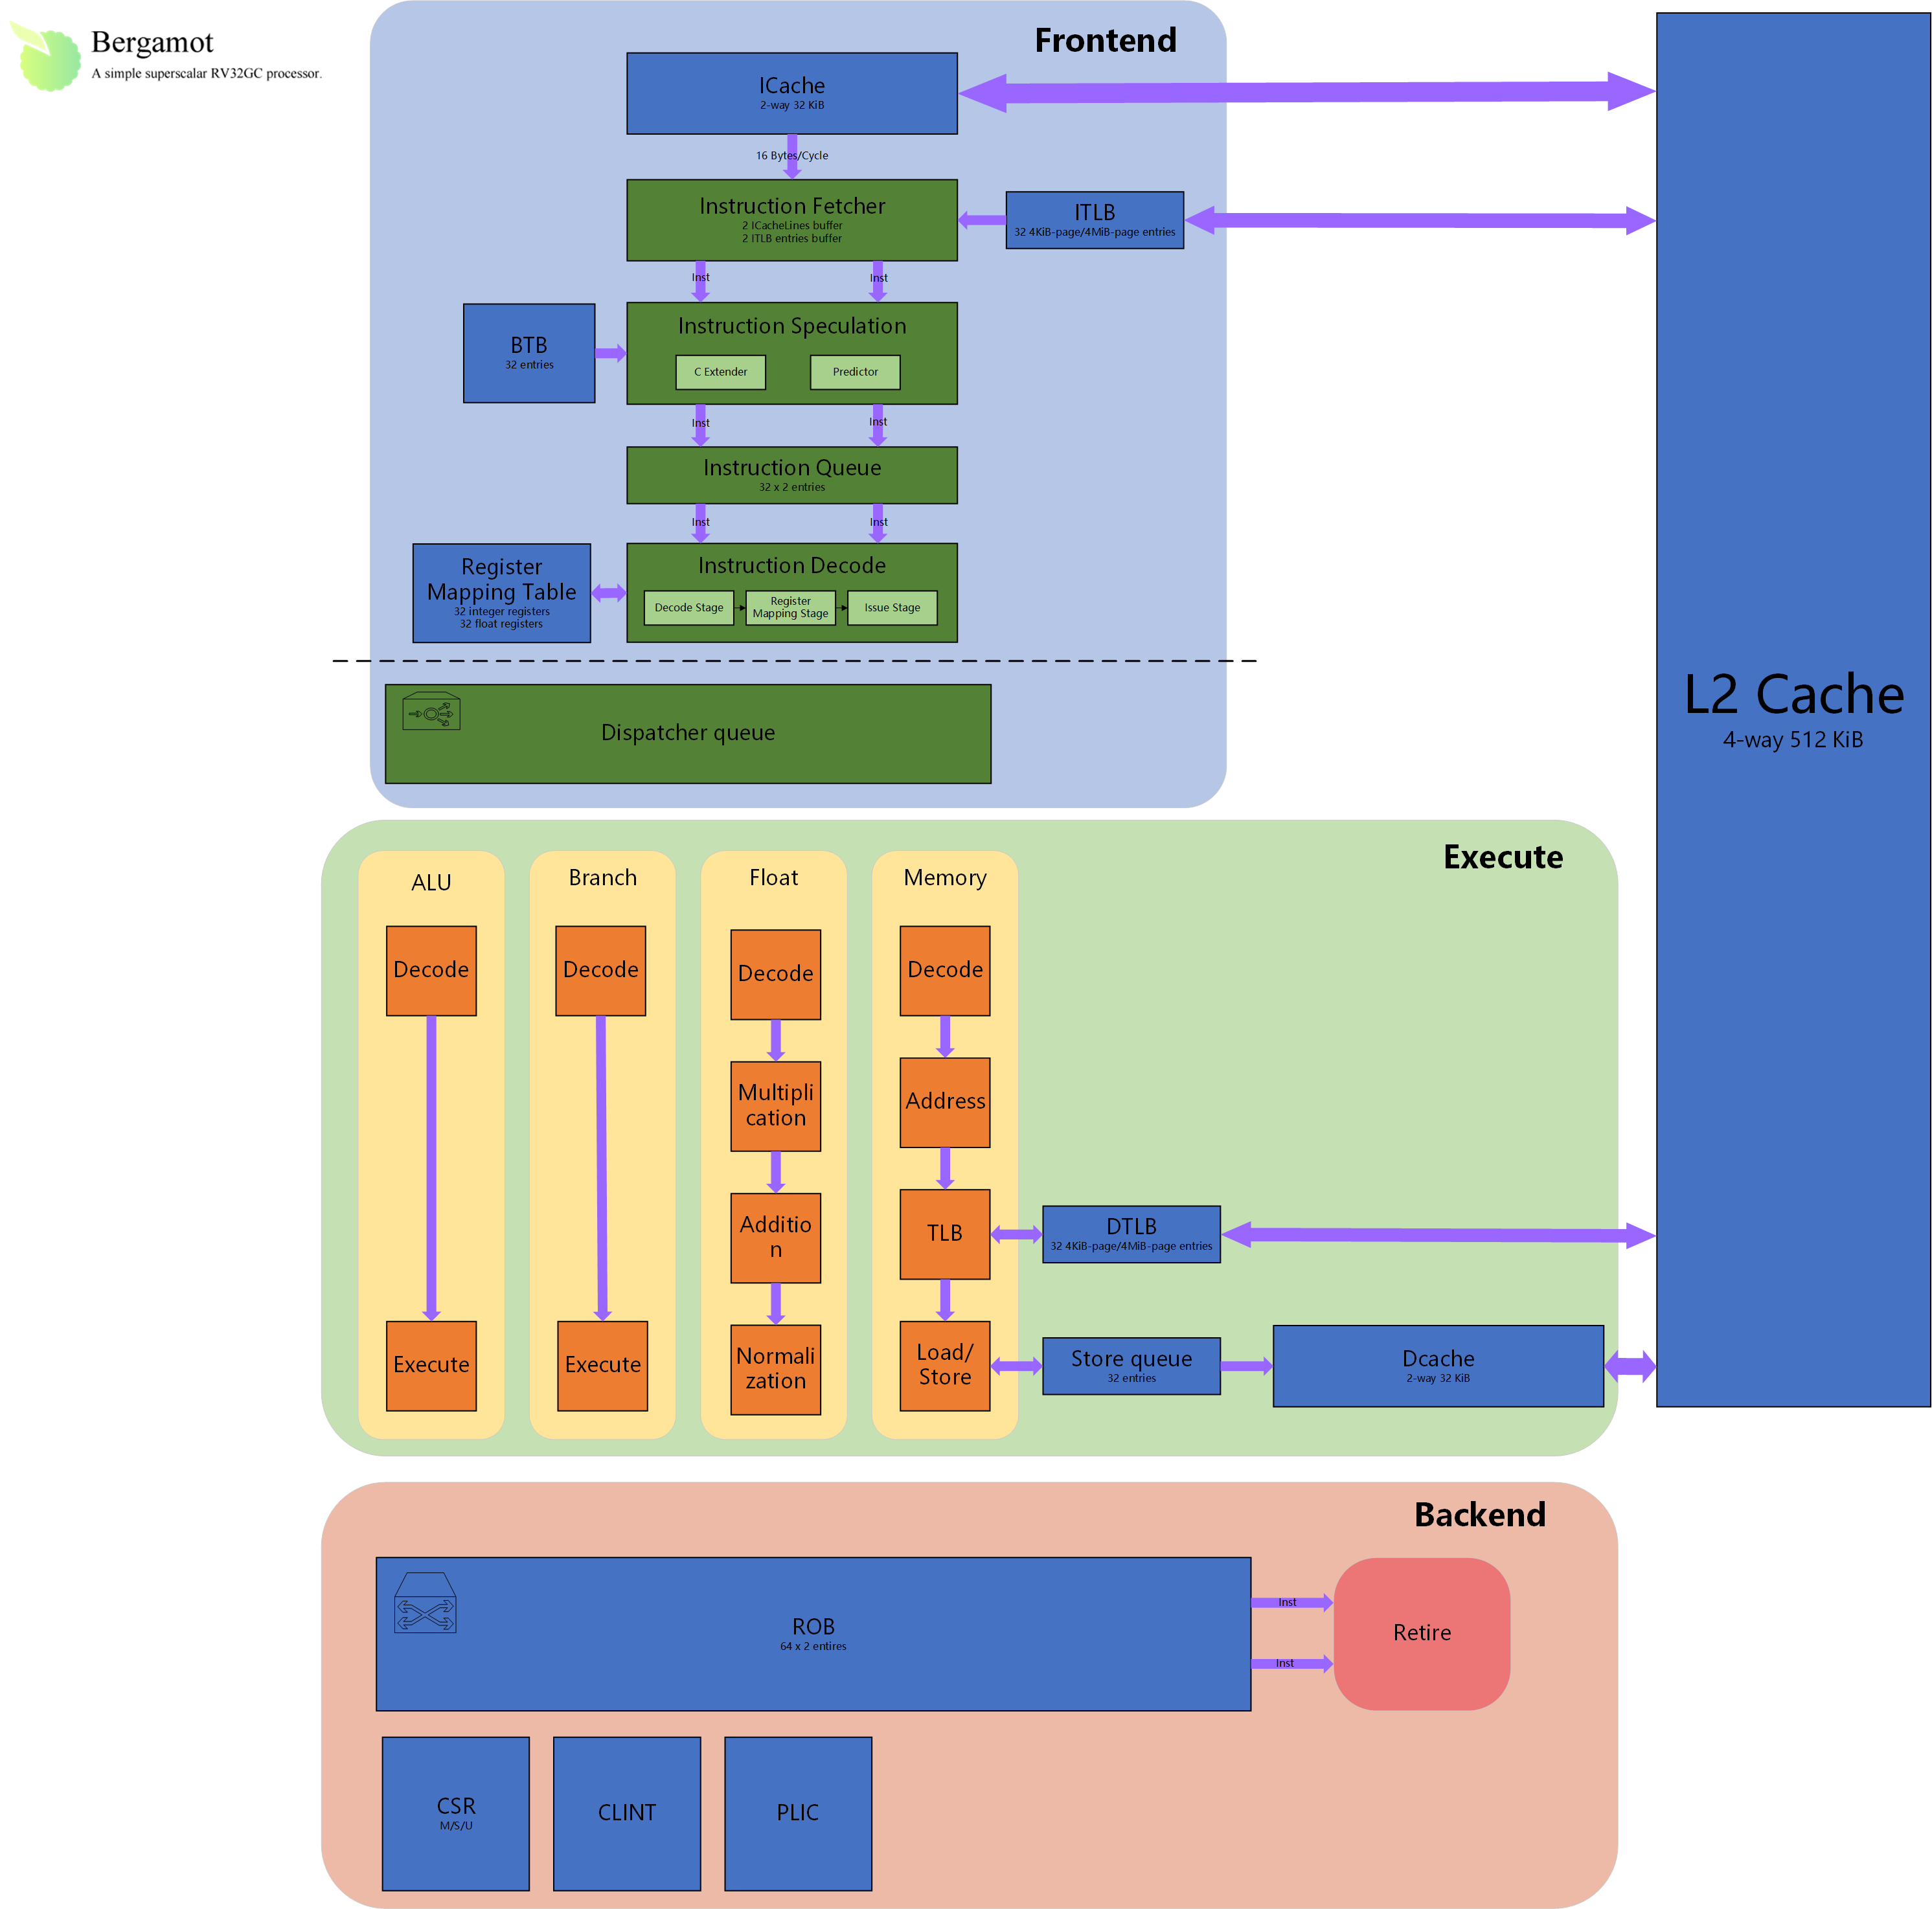 Bergamot
A simple superscalar RV32GC processor.
Frontend
ICache
2-way 32 KiB
16 Bytes/Cycle
Instruction Fetcher
2 ICacheLines buffer
2 ITLB entries buffer
ITLB
32 4KiB-page/4MiB-page entries
Inst
Inst
BTB
32 entries
Instruction Speculation
C Extender
Predictor
Inst
Inst
Instruction Queue
32 x 2 entries
Inst
Inst
Register
Mapping Table
32 integer registers
32 float registers
Instruction Decode
Decode Stage
Register
Mapping Stage
Issue Stage
Dispatcher queue
L2 Cache
4-way 512 KiB
Execute
ALU
Decode
Execute
Branch
Decode
Execute
Float
Decode
Multipli
cation
Additio
n
Normali
zation
Memory
Decode
Address
TLB
Load/
Store
DTLB
32 4KiB-page/4MiB-page entries
Store queue
32 entries
Dcache
2-way 32 KiB
Backend
ROB
64 x 2 entires
Inst
Inst
Retire
CSR
M/S/U
CLINT
PLIC